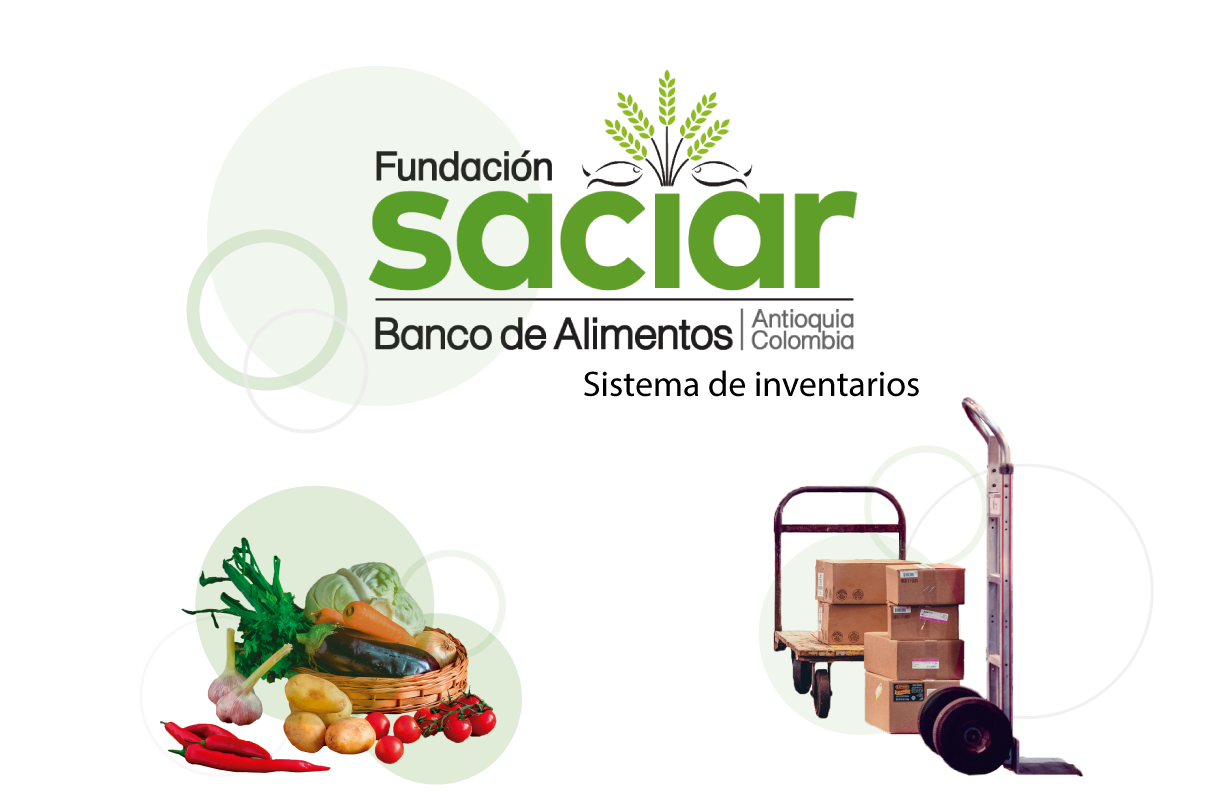 Fundación
saciar
Banco de Alimentos
Antioquia
Colombia
Sistema de inventarios